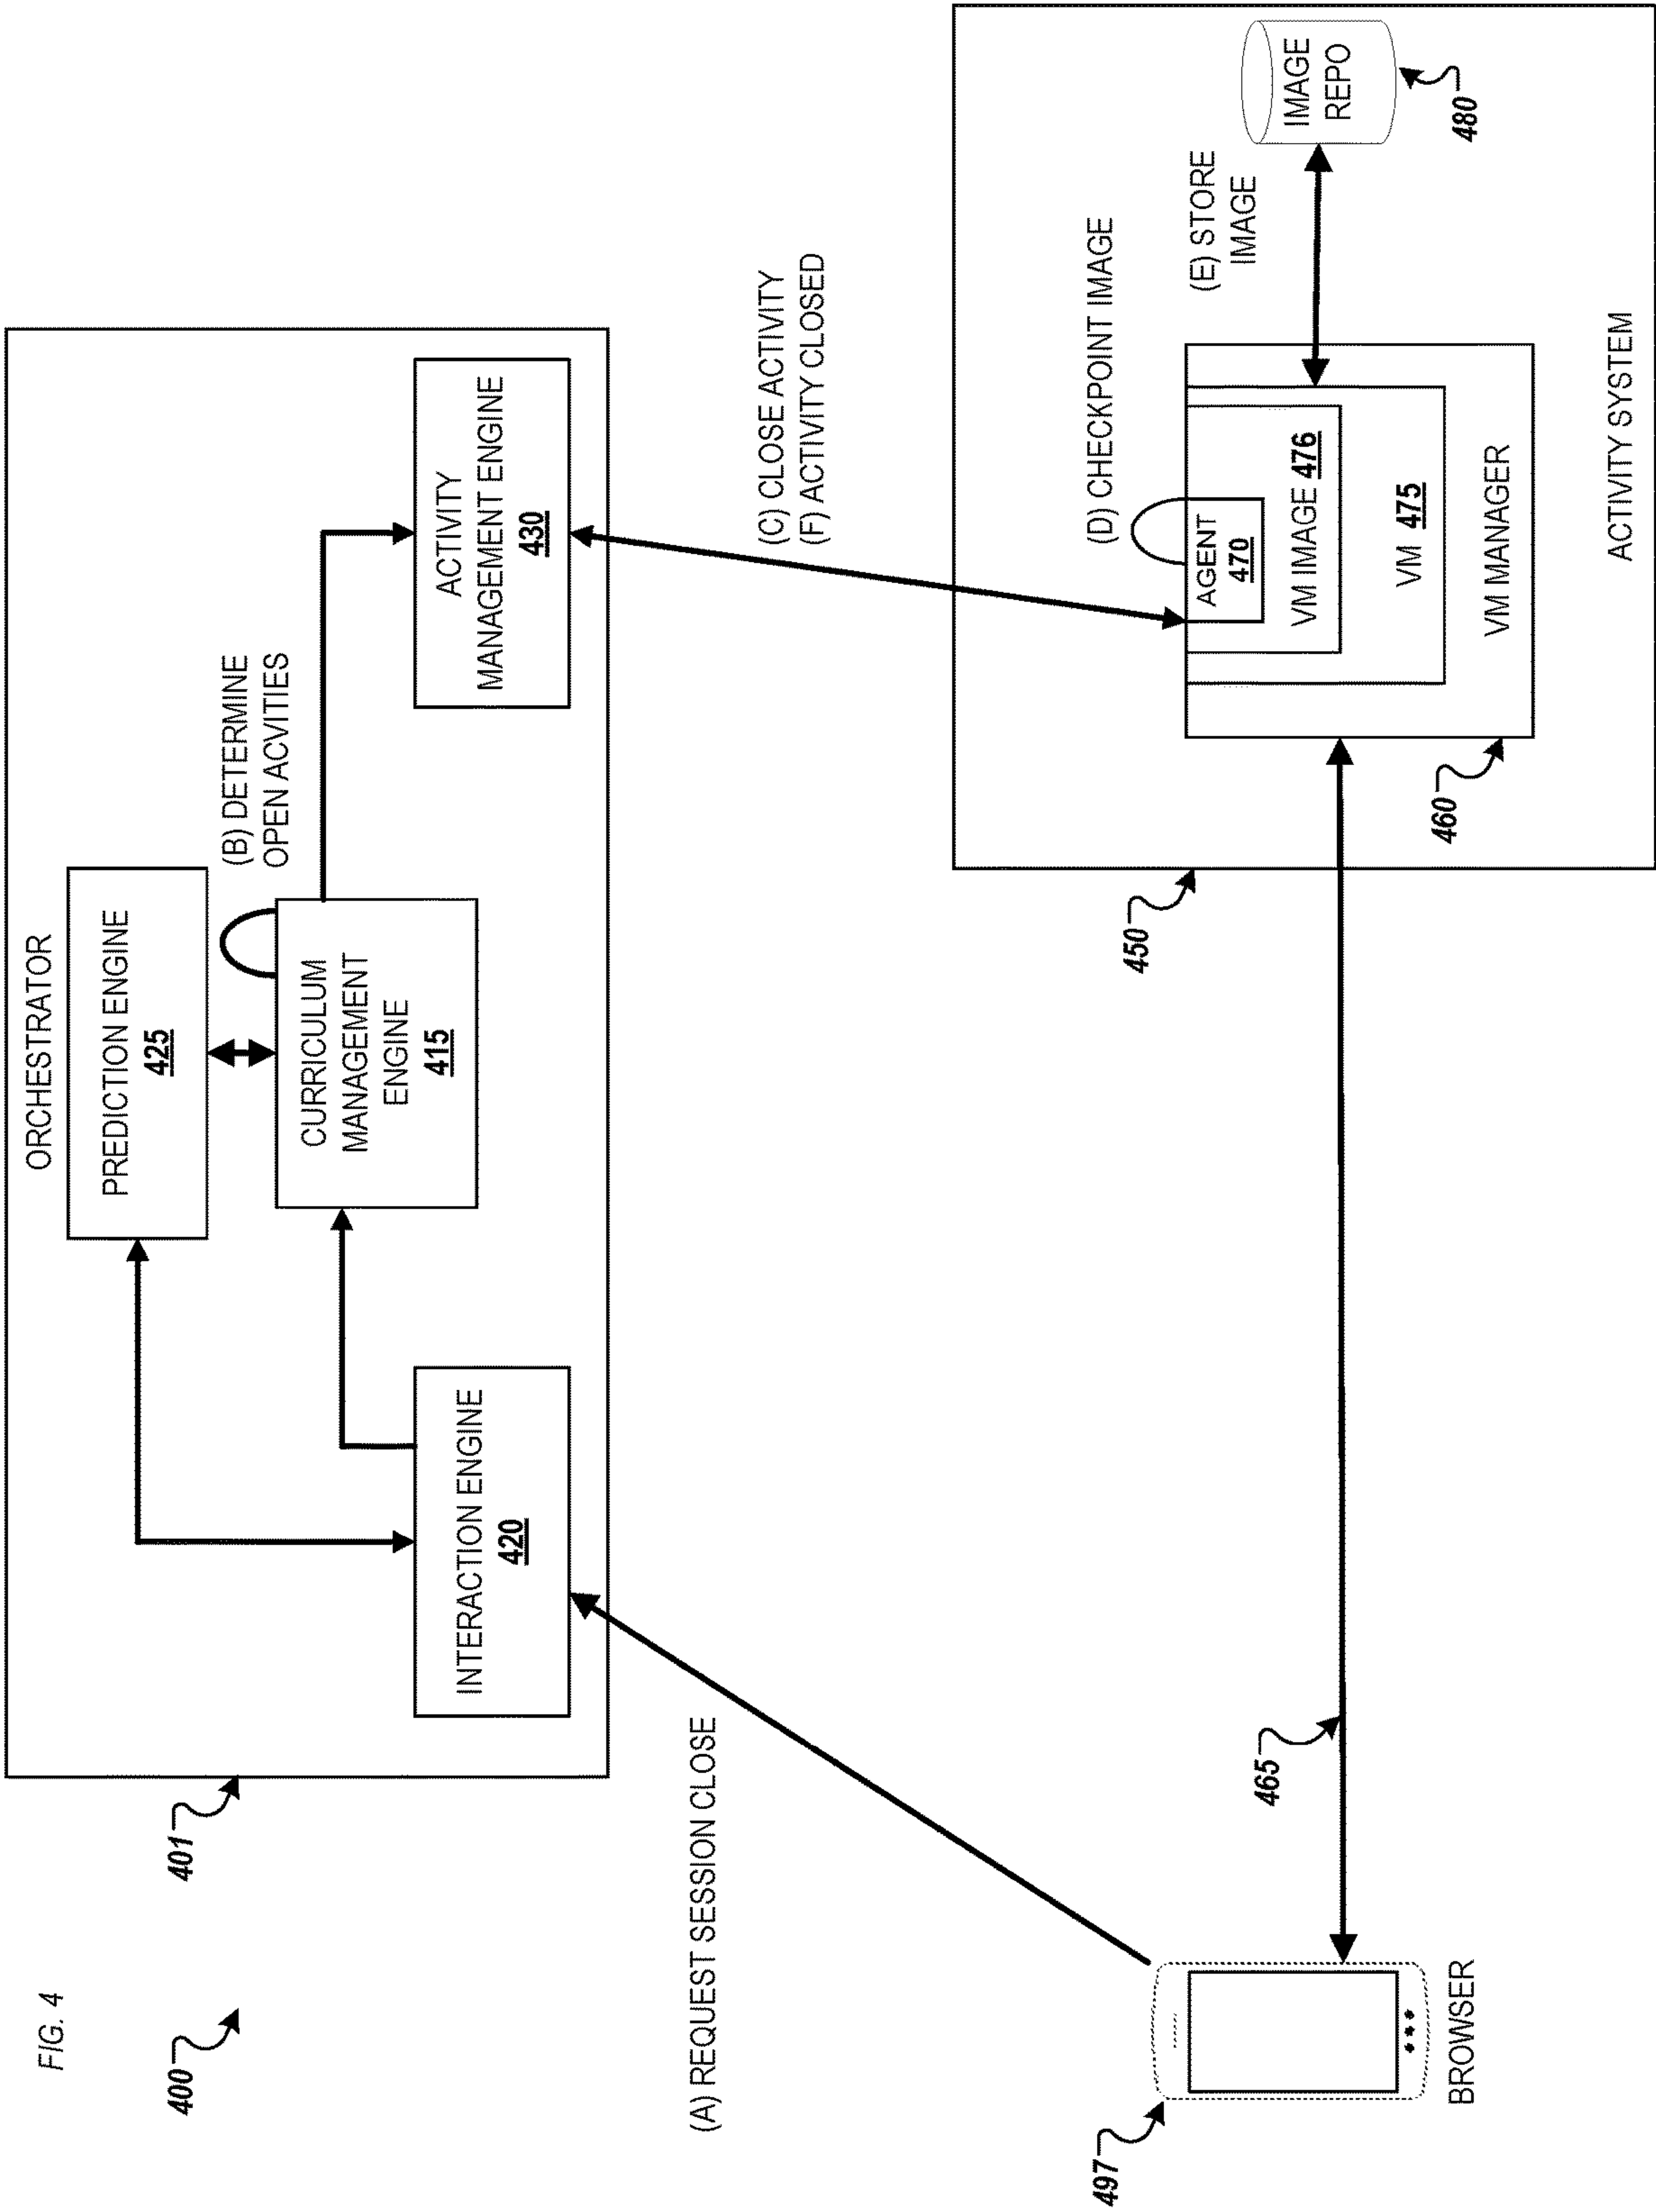 FIG. 4
400
401
ORCHESTRATOR
PREDICTION ENGINE
425
(B) DETERMINE
OPEN ACVITIES
CURRICULUM
MANAGEMENT
ENGINE
415
INTERACTION ENGINE
420
ACTIVITY
MANAGEMENT ENGINE
430
(A) REQUEST SESSION CLOSE
(C) CLOSE ACTIVITY
(F) ACTIVITY CLOSED
497
BROWSER
465
450
460
(D) CHECKPOINT IMAGE
AGENT
470
VM IMAGE 476
VM 475
VM MANAGER
(E) STORE
IMAGE
IMAGE
REPO
480
ACTIVITY SYSTEM